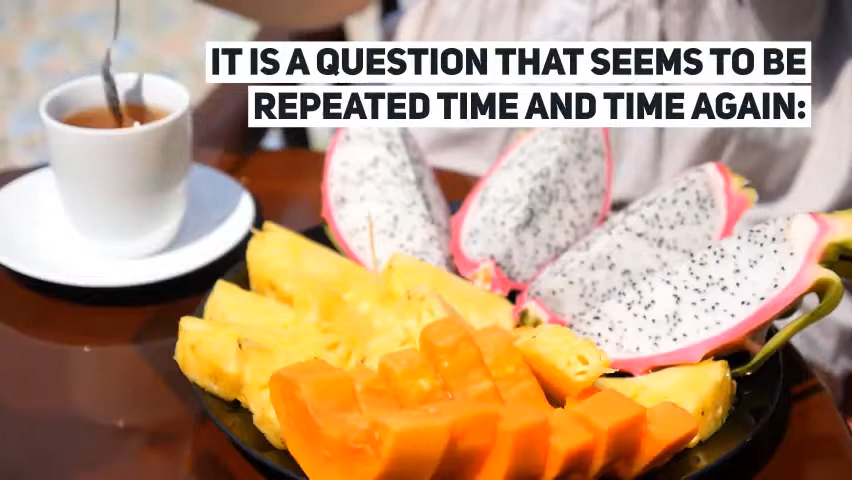 IT IS A QUESTION THAT SEEMS TO BE
REPEATED TIME AND TIME AGAIN: